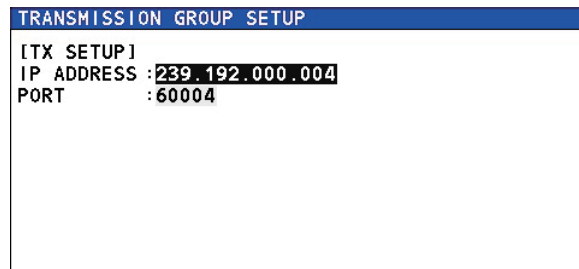 TRANSMISSION GROUP SETUP
[TX SETUP]
IP ADDRESS :239.192.000.004
PORT :60004